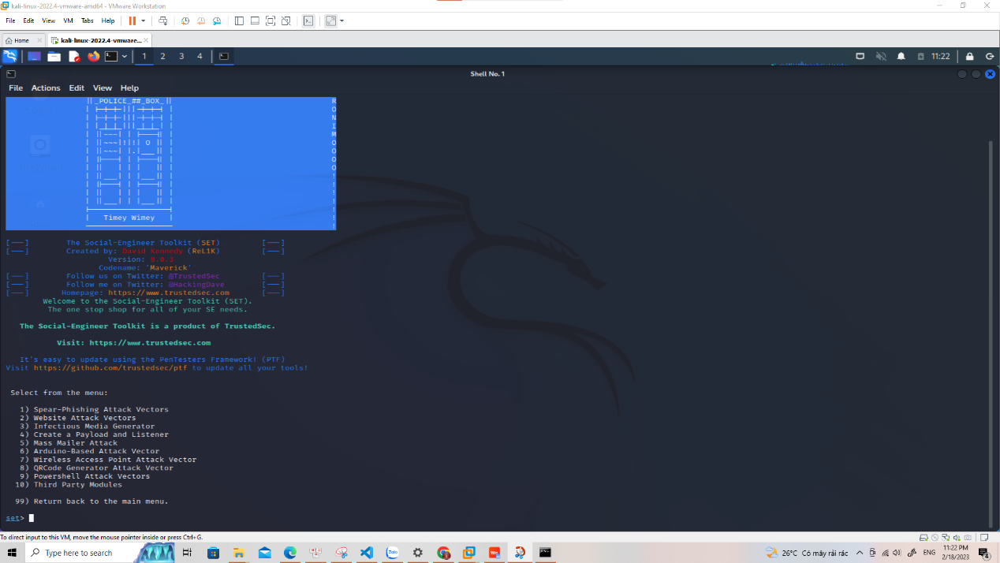 kali-linux-2022.4-vmware-amd64 - VMware Workstation
File Edit View VM Tabs Help
Home kali-linux-2022.4-vmware...
1 2 3 4 11:22
Shell No. 1
File Actions Edit View Help
||_POLICE_##_BOX_|| R
O
N
I
M
|!|!| O || O
O
O
O
!
!
!
!
!
| Timey Wimey | !
!
[---] The Social-Engineer Toolkit (SET) [---]
[---] Created by: David Kennedy (ReL1K) [---]
Version: 8.0.3
Codename: 'Maverick'
[---] Follow us on Twitter: @TrustedSec [---]
[---] Follow me on Twitter: @HackingDave [---]
[---] Homepage: https://www.trustedsec.com [---]
Welcome to the Social-Engineer Toolkit (SET).
The one stop shop for all of your SE needs.
The Social-Engineer Toolkit is a product of TrustedSec.
Visit: https://www.trustedsec.com
It's easy to update using the PenTesters Framework! (PTF)
Visit https://github.com/trustedsec/ptf to update all your tools!
Select from the menu:
1) Spear-Phishing Attack Vectors
2) Website Attack Vectors
3) Infectious Media Generator
4) Create a Payload and Listener
5) Mass Mailer Attack
6) Arduino-Based Attack Vector
7) Wireless Access Point Attack Vector
8) QRCode Generator Attack Vector
9) Powershell Attack Vectors
10) Third Party Modules
99) Return back to the main menu.
set>
To direct input to this VM, move the mouse pointer inside or press Ctrl+G.
Type here to search Zalo 26°C Có mây rải rác ENG 11:22 PM
2/18/2023 4